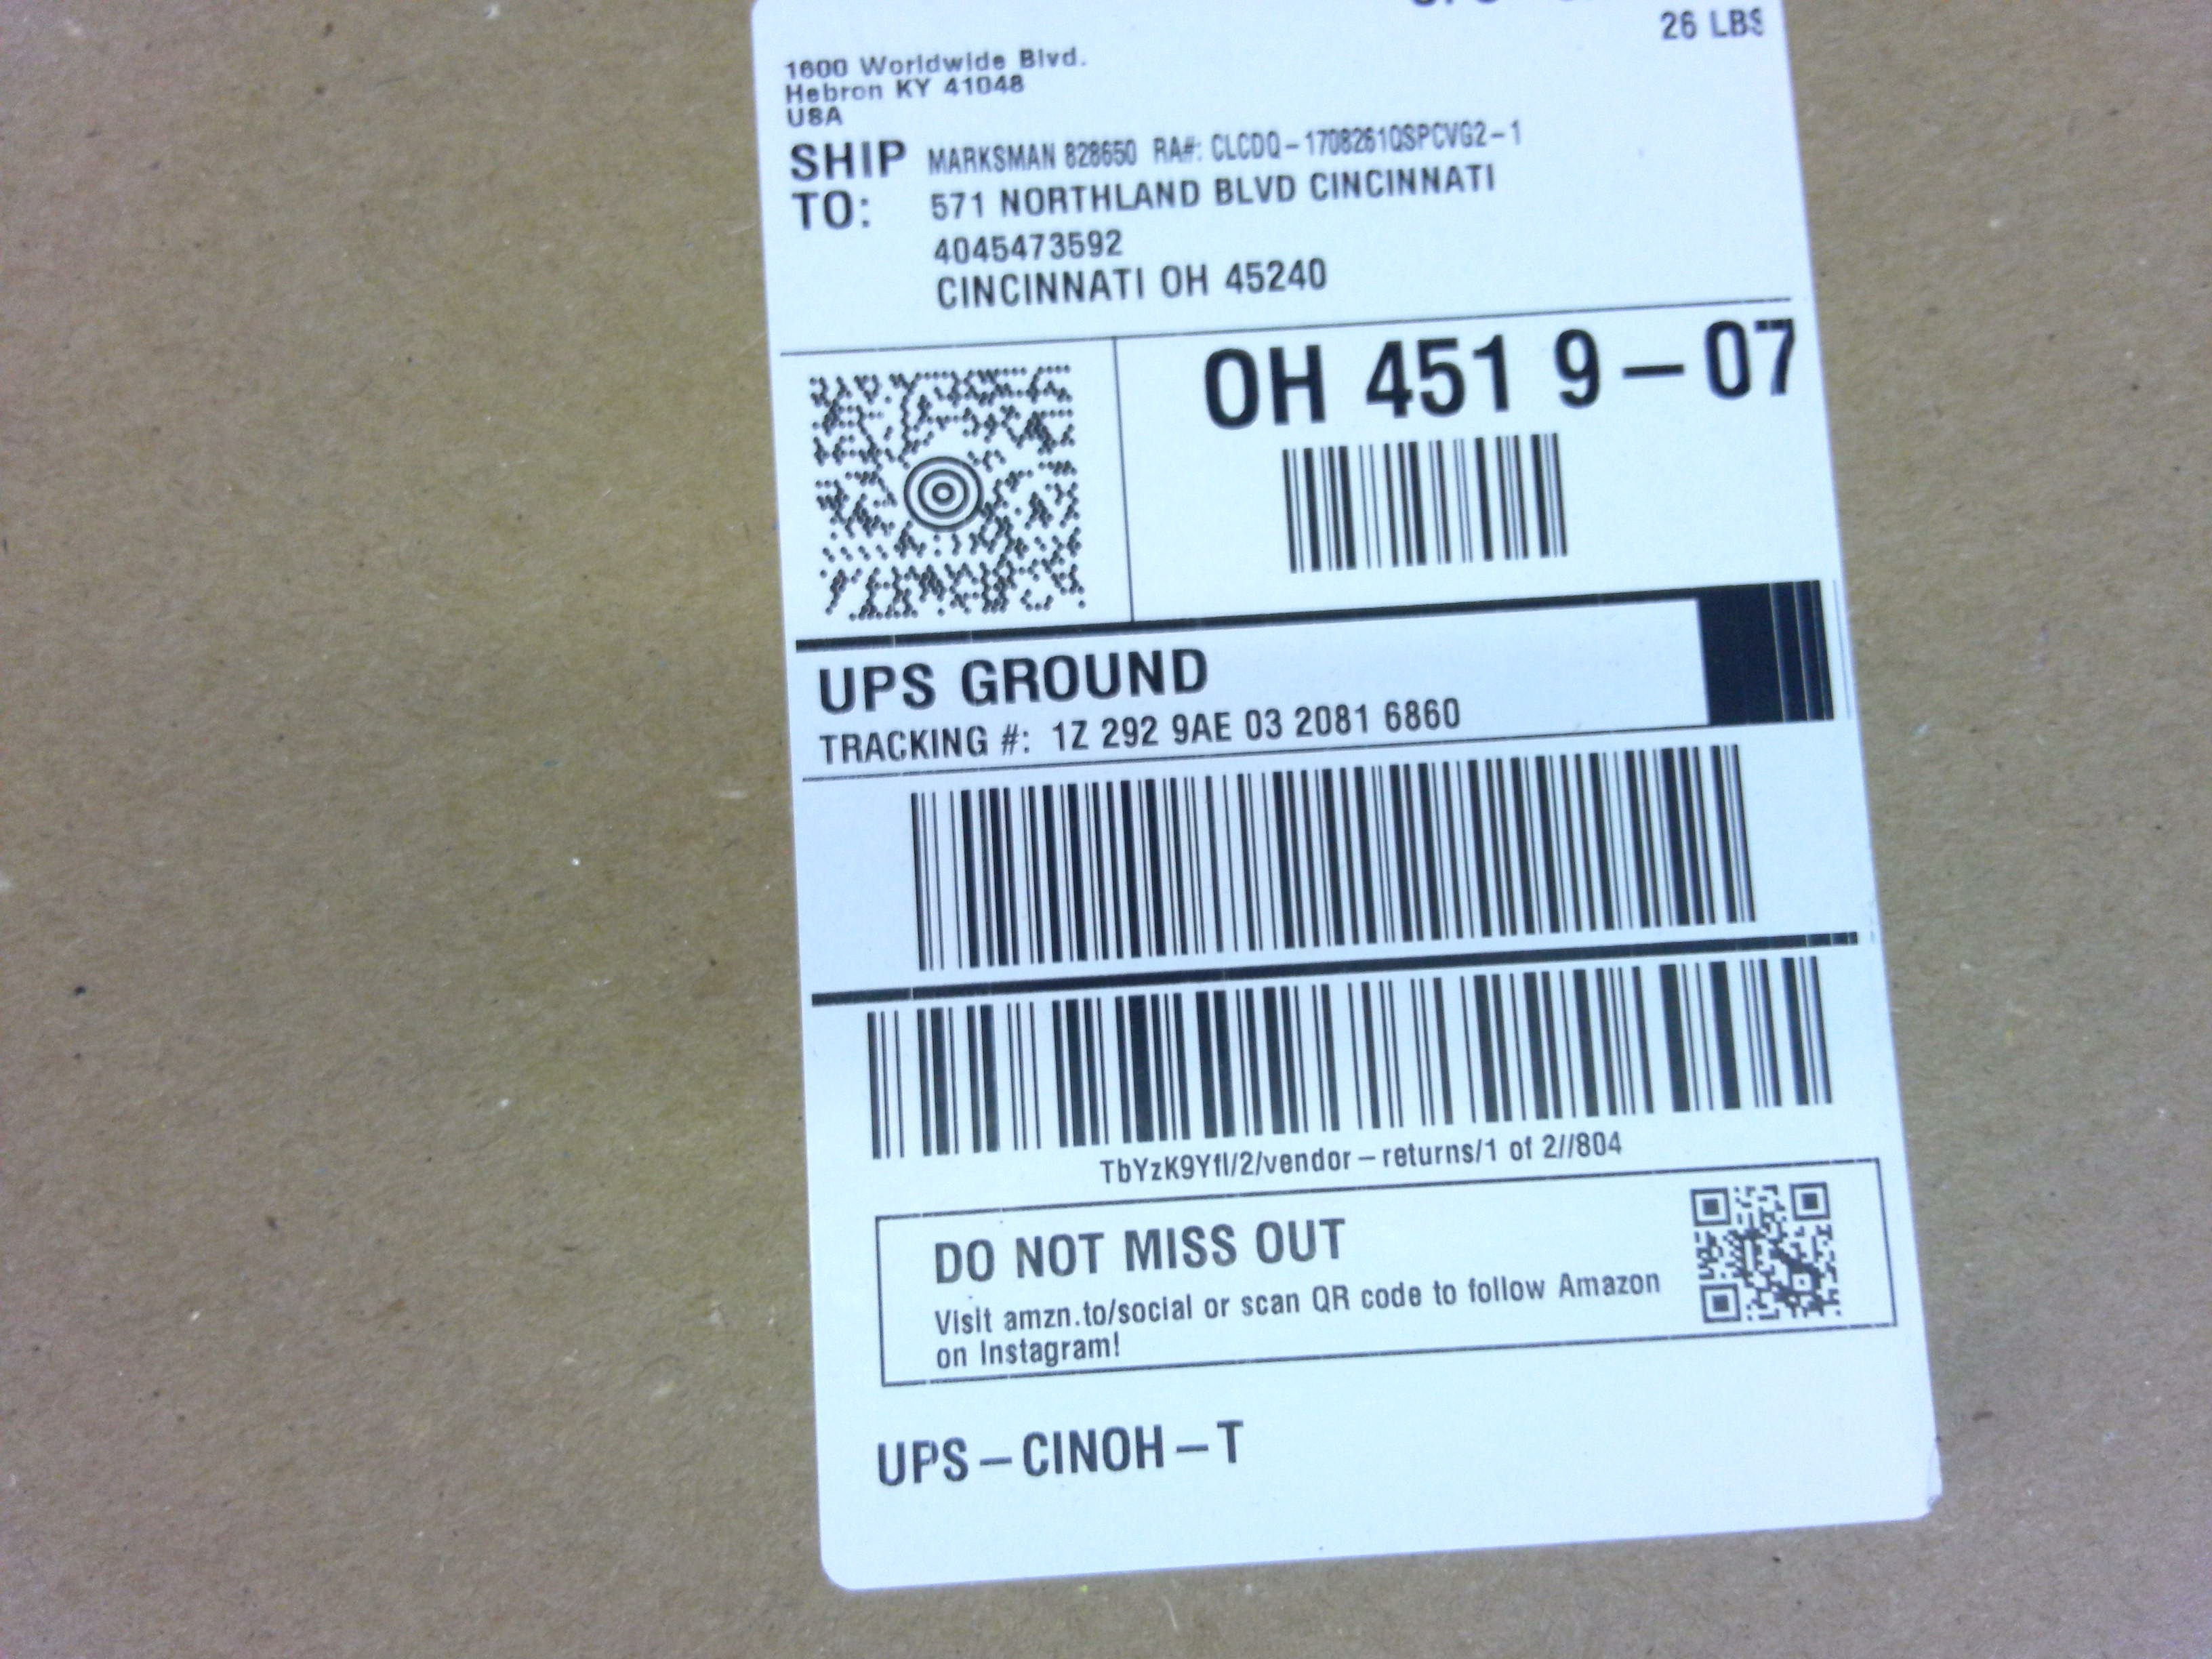 26 LBS
1600 Worldwide Blvd.
Hebron KY 41048
USA
SHIP TO:
MARKSMAN 828650 RA#: CLCDQ-1708261QSPCVG2-1
571 NORTHLAND BLVD CINCINNATI
4045473592
CINCINNATI OH 45240
OH 451 9-07
UPS GROUND
TRACKING #: 1Z 292 9AE 03 2081 6860
TbYzK9Yfl/2/vendor-returns/1 of 2//804
DO NOT MISS OUT
Visit amzn.to/social or scan QR code to follow Amazon
on Instagram!
UPS-CINOH-T